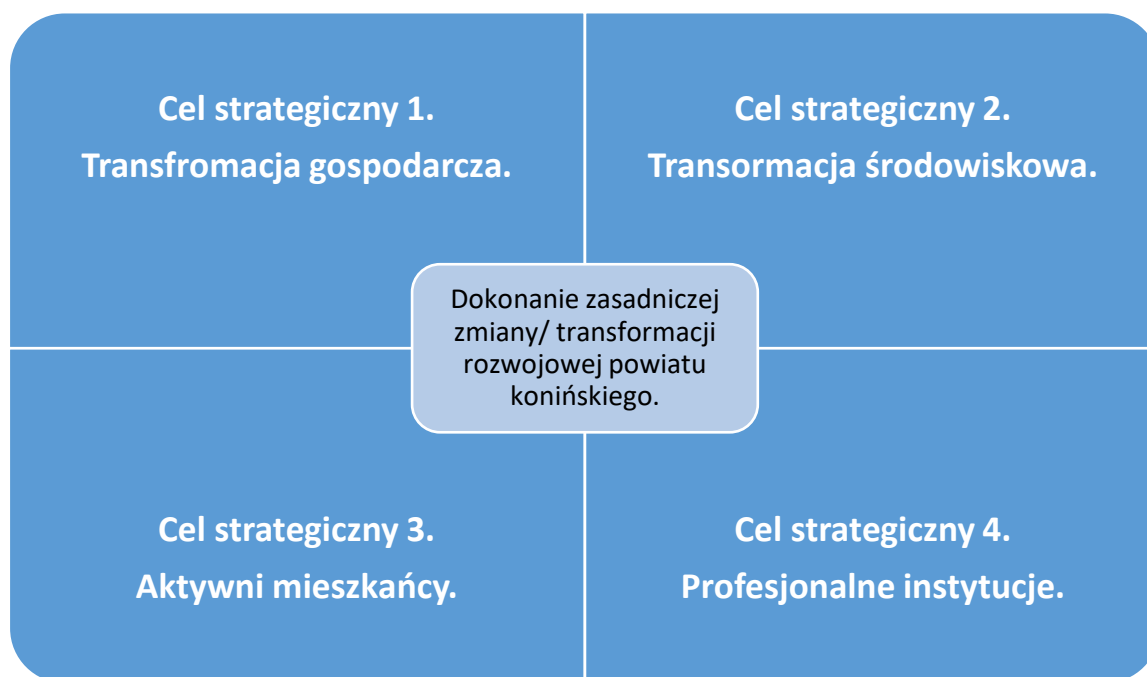 Cel strategiczny 1.
Transfromacja gospodarcza.
Cel strategiczny 2.
Transormacja środowiskowa.
Dokonanie zasadniczej
zmiany/ transformacji
rozwojowej powiatu
konińskiego.
Cel strategiczny 3.
Aktywni mieszkańcy.
Cel strategiczny 4.
Profesjonalne instytucje.